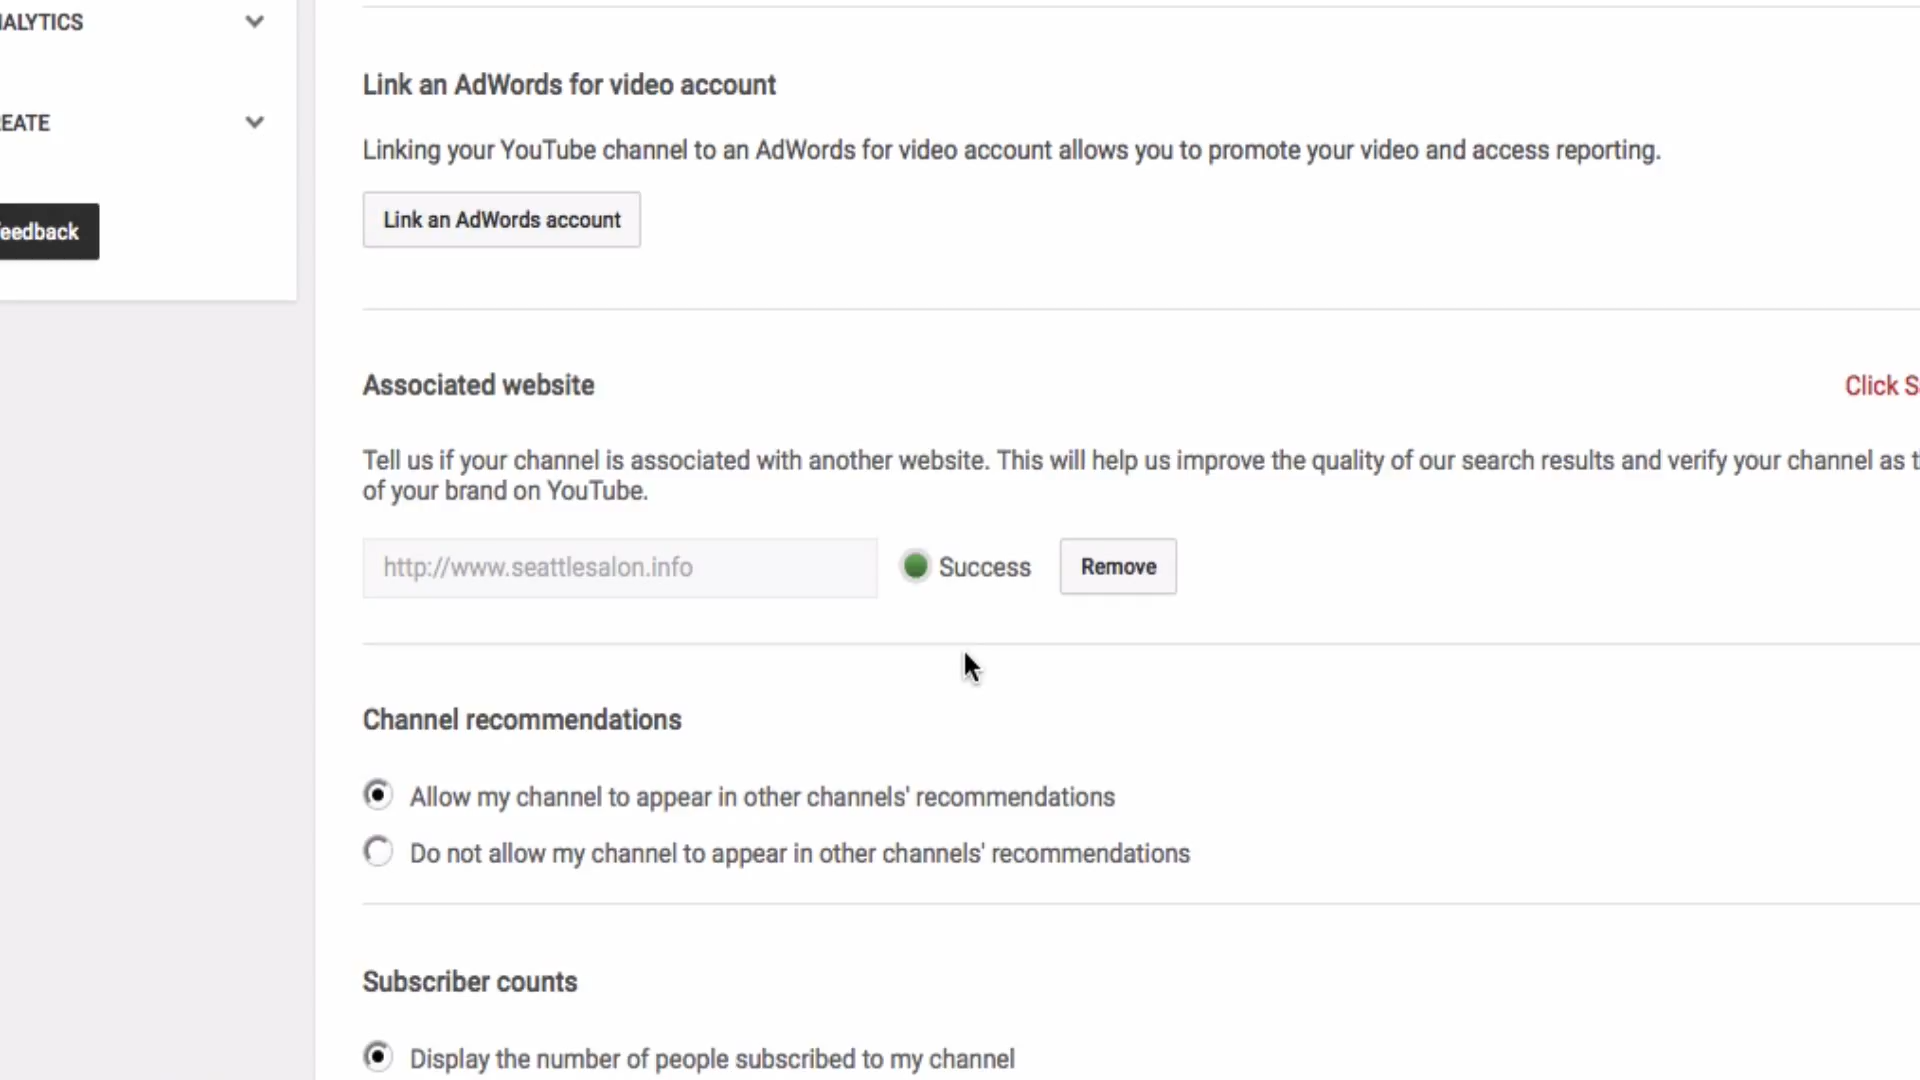 ALYTICS
EATE
eedback
Link an AdWords for video account
Linking your YouTube channel to an AdWords for video account allows you to promote your video and access reporting.
Link an AdWords account
Associated website
Click S
Tell us if your channel is associated with another website. This will help us improve the quality of our search results and verify your channel as t
of your brand on YouTube.
http://www.seattlesalon.info
Success
Remove
Channel recommendations
Allow my channel to appear in other channels' recommendations
Do not allow my channel to appear in other channels' recommendations
Subscriber counts
Display the number of people subscribed to my channel